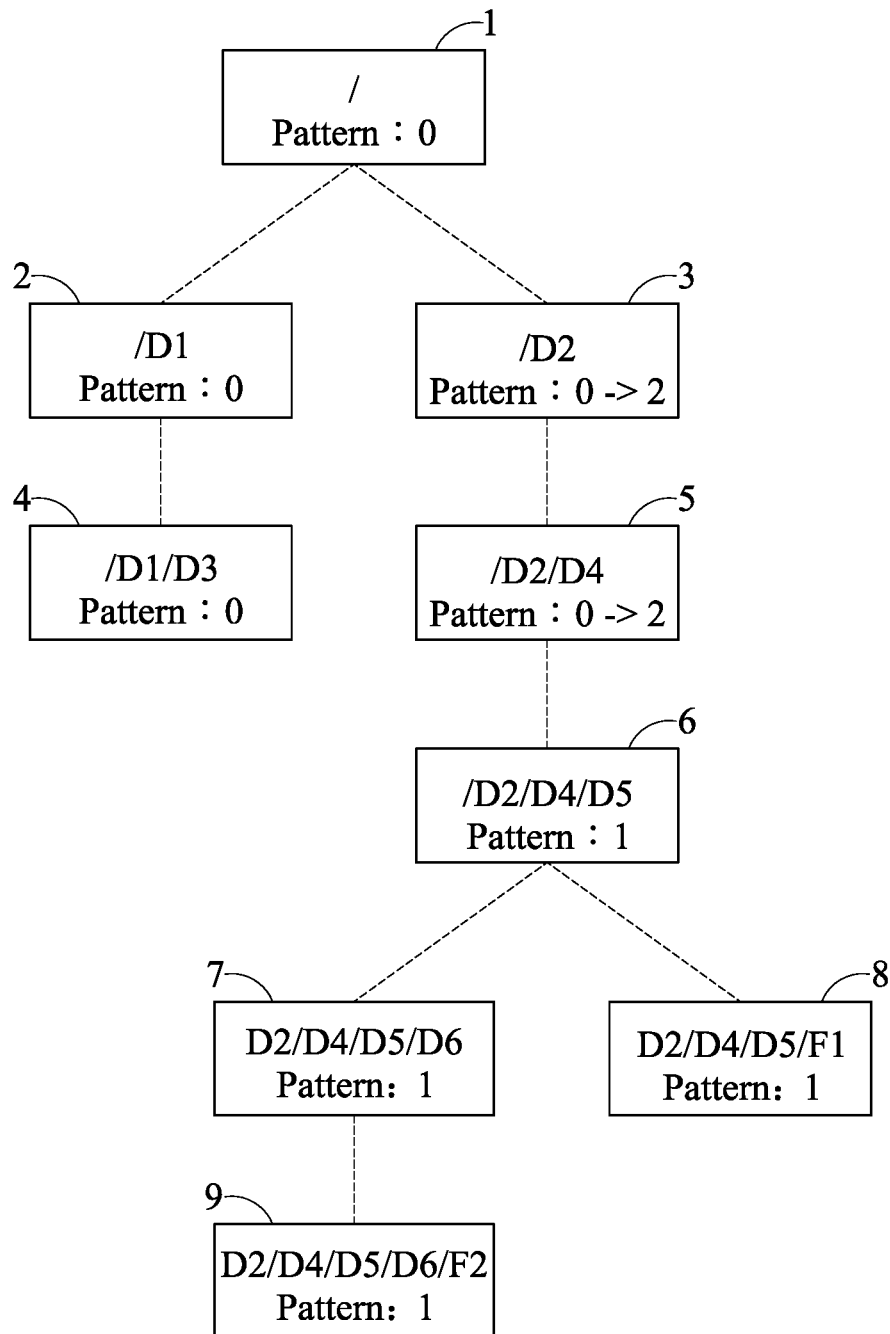 1
/
Pattern：0
2
/D1
Pattern：0
3
/D2
Pattern：0 -> 2
4
/D1/D3
Pattern：0
5
/D2/D4
Pattern：0 -> 2
6
/D2/D4/D5
Pattern：1
7
D2/D4/D5/D6
Pattern：1
8
D2/D4/D5/F1
Pattern：1
9
D2/D4/D5/D6/F2
Pattern：1